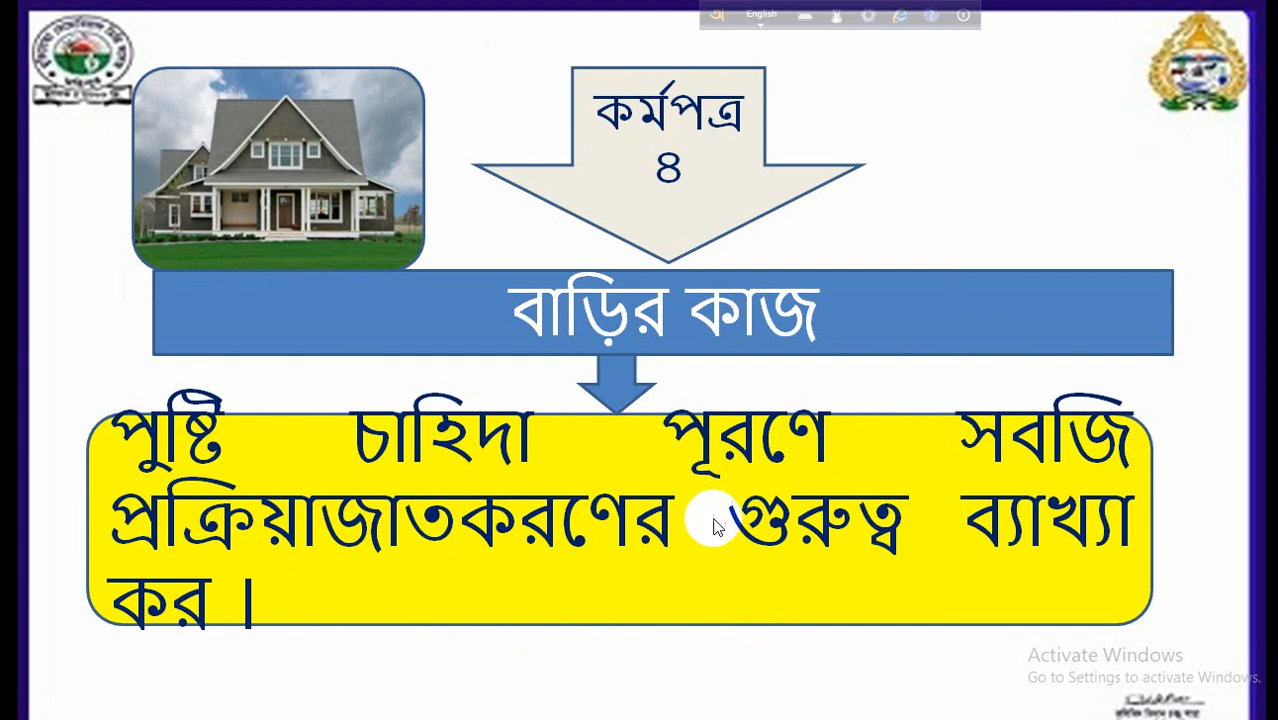 English
কর্মপত্র
৪
বাড়ির কাজ
পুষ্টি চাহিদা পূরণে সবজি
প্রক্রিয়াজাতকরণের গুরুত্ব ব্যাখ্যা
কর ।
Activate Windows
Go to Settings to activate Windows.